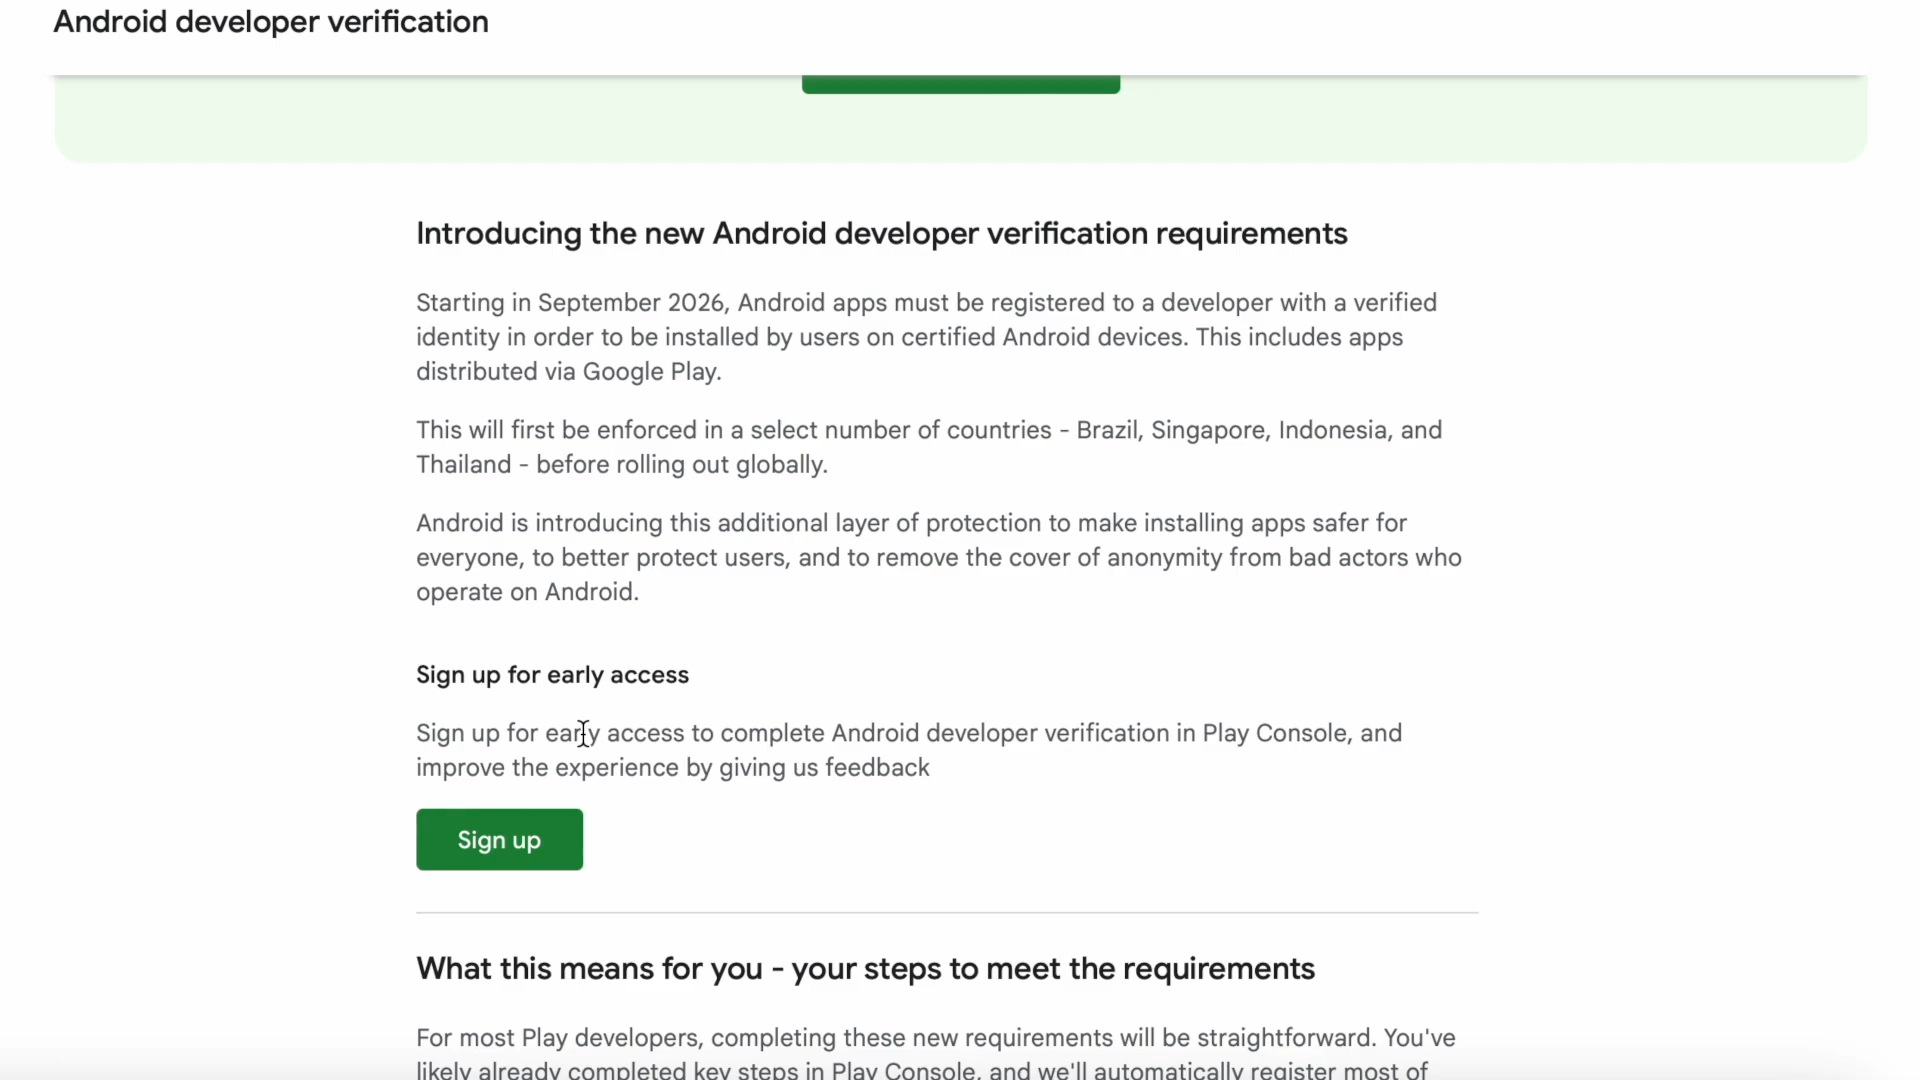 Android developer verification
Introducing the new Android developer verification requirements
Starting in September 2026, Android apps must be registered to a developer with a verified
identity in order to be installed by users on certified Android devices. This includes apps
distributed via Google Play.
This will first be enforced in a select number of countries - Brazil, Singapore, Indonesia, and
Thailand - before rolling out globally.
Android is introducing this additional layer of protection to make installing apps safer for
everyone, to better protect users, and to remove the cover of anonymity from bad actors who
operate on Android.
Sign up for early access
Sign up for early access to complete Android developer verification in Play Console, and
improve the experience by giving us feedback
Sign up
What this means for you - your steps to meet the requirements
For most Play developers, completing these new requirements will be straightforward. You've
likely already completed key steps in Play Console, and we'll automatically register most of